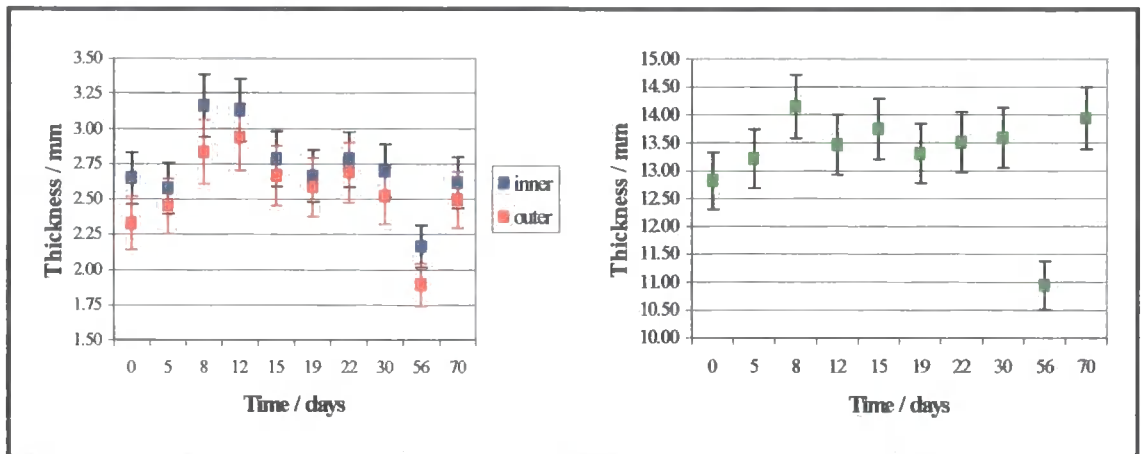 3.50
3.25
3.00
2.75
2.50
2.25
2.00
1.75
1.50
Thickness / mm
0 5 8 12 15 19 22 30 56 70
Time / days
inner
outer
15.00
14.50
14.00
13.50
13.00
12.50
12.00
11.50
11.00
10.50
10.00
Thickness / mm
0 5 8 12 15 19 22 30 56 70
Time / days